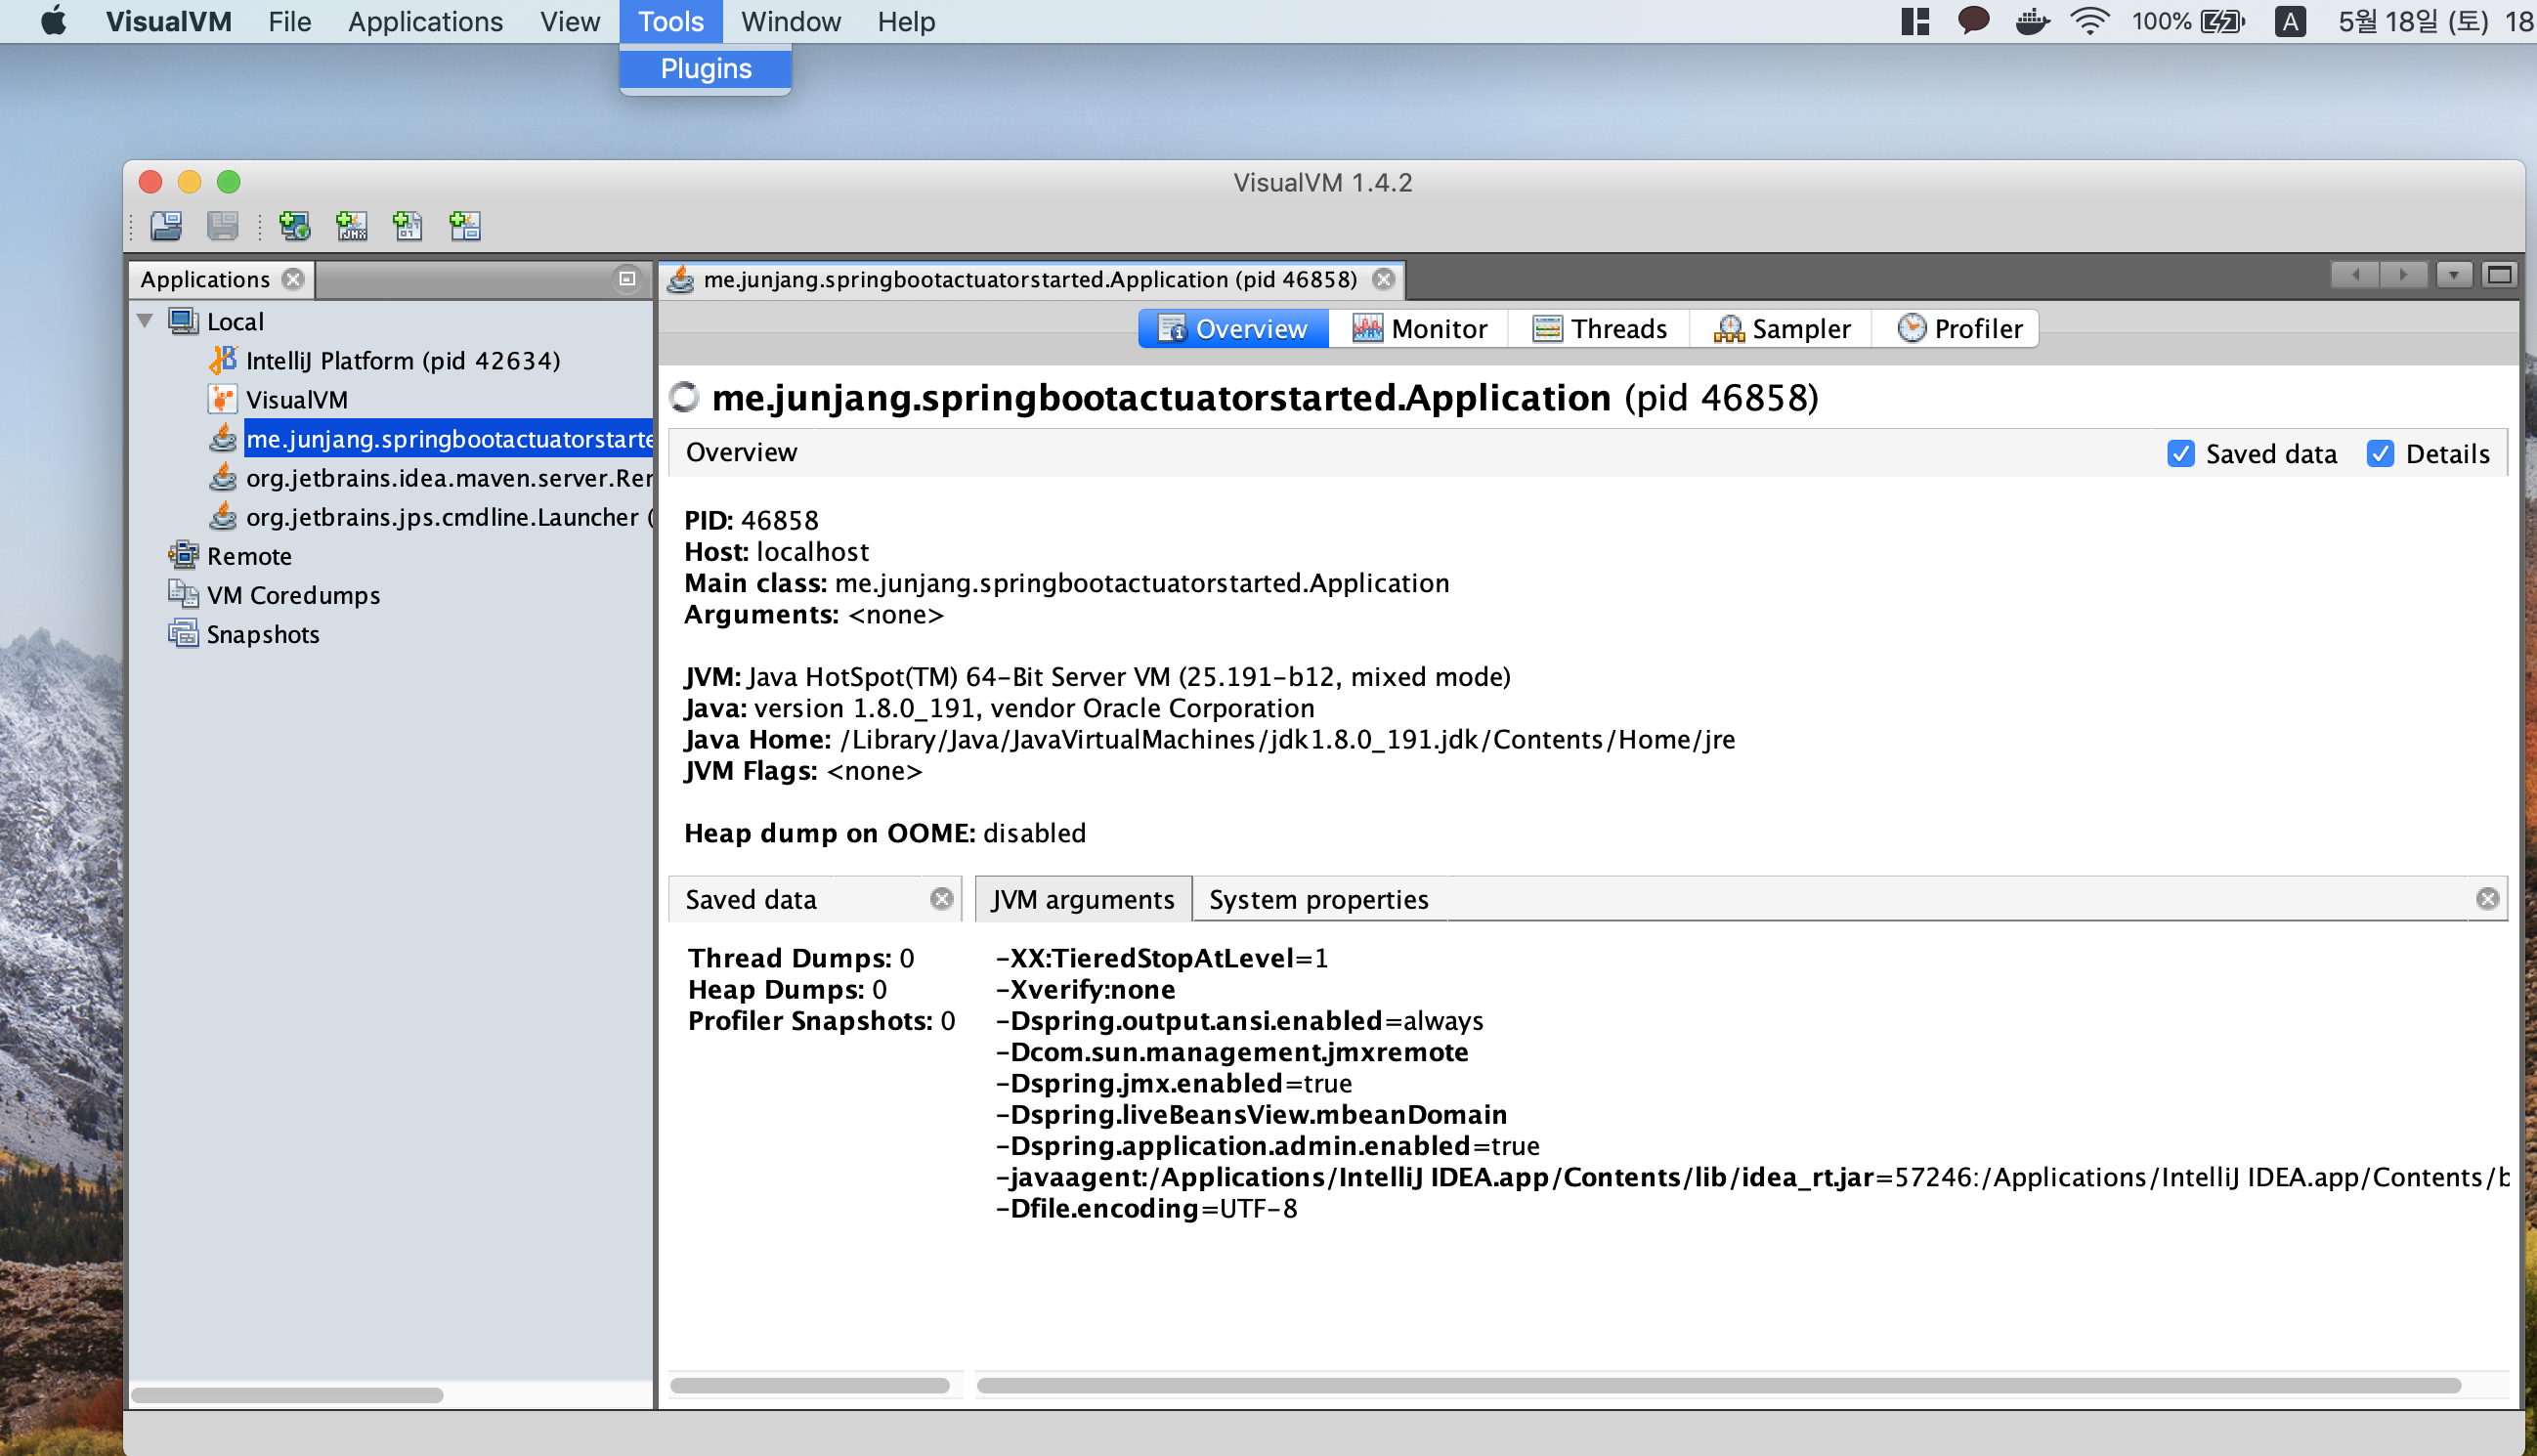 VisualVM File Applications View Tools Window Help 100% A 5월 18일 (토) 18
Plugins
VisualVM 1.4.2
Applications
me.junjang.springbootactuatorstarted.Application (pid 46858)
Local
IntelliJ Platform (pid 42634)
VisualVM
me.junjang.springbootactuatorstarte
org.jetbrains.idea.maven.server.Rer
org.jetbrains.jps.cmdline.Launcher (
Remote
VM Coredumps
Snapshots
Overview Monitor Threads Sampler Profiler
me.junjang.springbootactuatorstarted.Application (pid 46858)
Overview Saved data Details
PID: 46858
Host: localhost
Main class: me.junjang.springbootactuatorstarted.Application
Arguments: <none>
JVM: Java HotSpot(TM) 64-Bit Server VM (25.191-b12, mixed mode)
Java: version 1.8.0_191, vendor Oracle Corporation
Java Home: /Library/Java/JavaVirtualMachines/jdk1.8.0_191.jdk/Contents/Home/jre
JVM Flags: <none>
Heap dump on OOME: disabled
Saved data
Thread Dumps: 0
Heap Dumps: 0
Profiler Snapshots: 0
JVM arguments System properties
-XX:TieredStopAtLevel=1
-Xverify:none
-Dspring.output.ansi.enabled=always
-Dcom.sun.management.jmxremote
-Dspring.jmx.enabled=true
-Dspring.liveBeansView.mbeanDomain
-Dspring.application.admin.enabled=true
-javaagent:/Applications/IntelliJ IDEA.app/Contents/lib/idea_rt.jar=57246:/Applications/IntelliJ IDEA.app/Contents/b
-Dfile.encoding=UTF-8